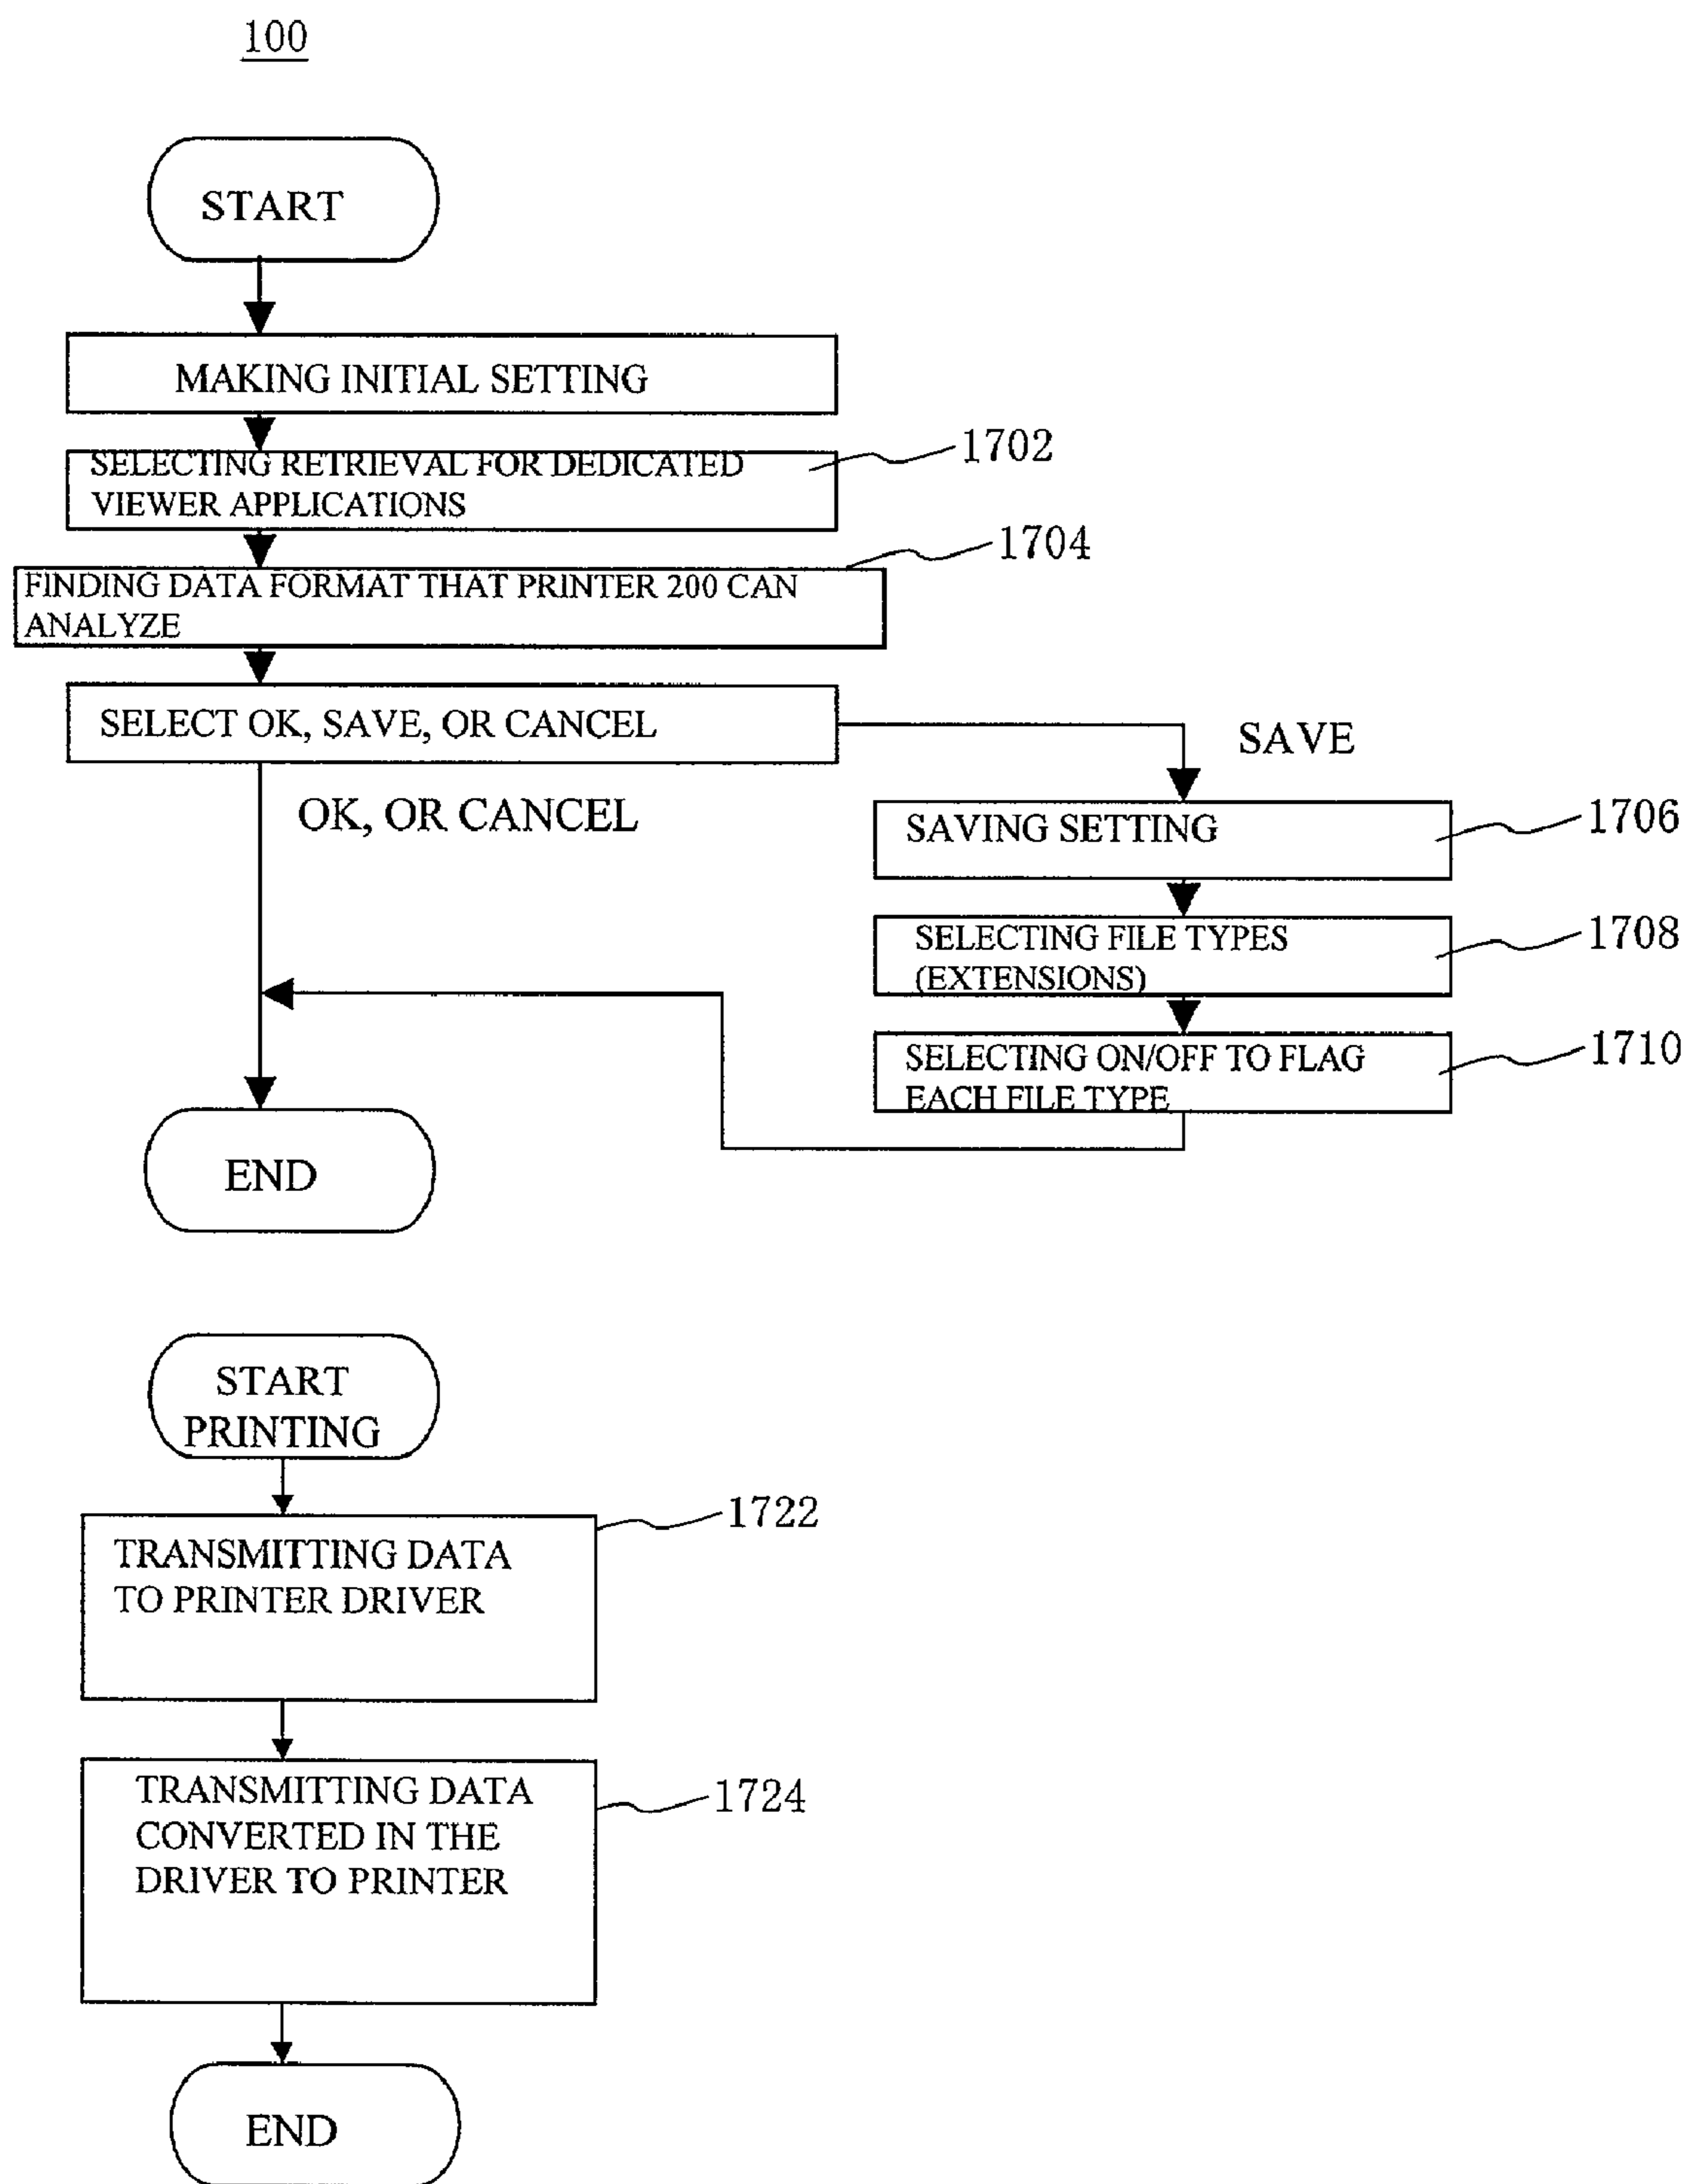 100
START
MAKING INITIAL SETTING
1702
SELECTING RETRIEVAL FOR DEDICATED
VIEWER APPLICATIONS
1704
FINDING DATA FORMAT THAT PRINTER 200 CAN
ANALYZE
SELECT OK, SAVE, OR CANCEL
SAVE
OK, OR CANCEL
SAVING SETTING
1706
SELECTING FILE TYPES
(EXTENSIONS)
1708
SELECTING ON/OFF TO FLAG
EACH FILE TYPE
1710
END
START
PRINTING
1722
TRANSMITTING DATA
TO PRINTER DRIVER
1724
TRANSMITTING DATA
CONVERTED IN THE
DRIVER TO PRINTER
END